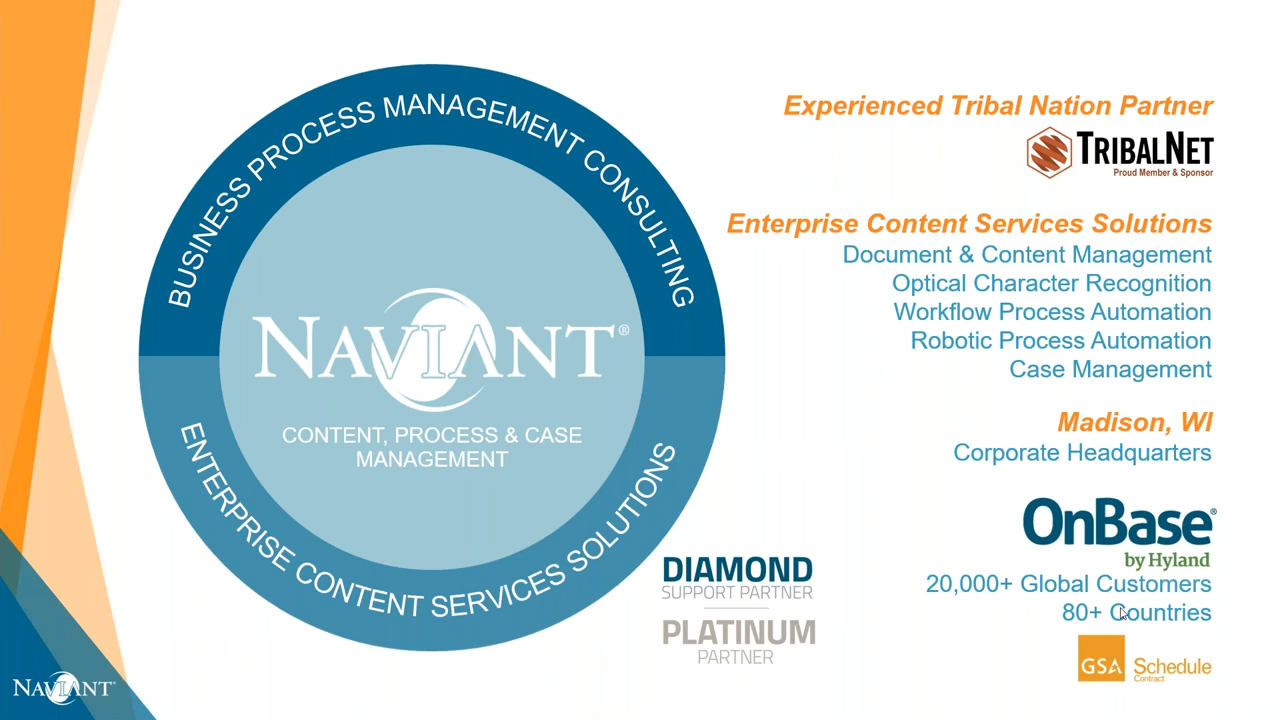 BUSINESS PROCESS MANAGEMENT CONSULTING
NAVIANT®
CONTENT, PROCESS & CASE
MANAGEMENT
ENTERPRISE CONTENT SERVICES SOLUTIONS
Experienced Tribal Nation Partner
TRIBALNET
Proud Member & Sponsor
Enterprise Content Services Solutions
Document & Content Management
Optical Character Recognition
Workflow Process Automation
Robotic Process Automation
Case Management
Madison, WI
Corporate Headquarters
OnBase®
by Hyland
20,000+ Global Customers
80+ Countries
DIAMOND
SUPPORT PARTNER
PLATINUM
PARTNER
GSA Schedule
Contract
NAVIANT®